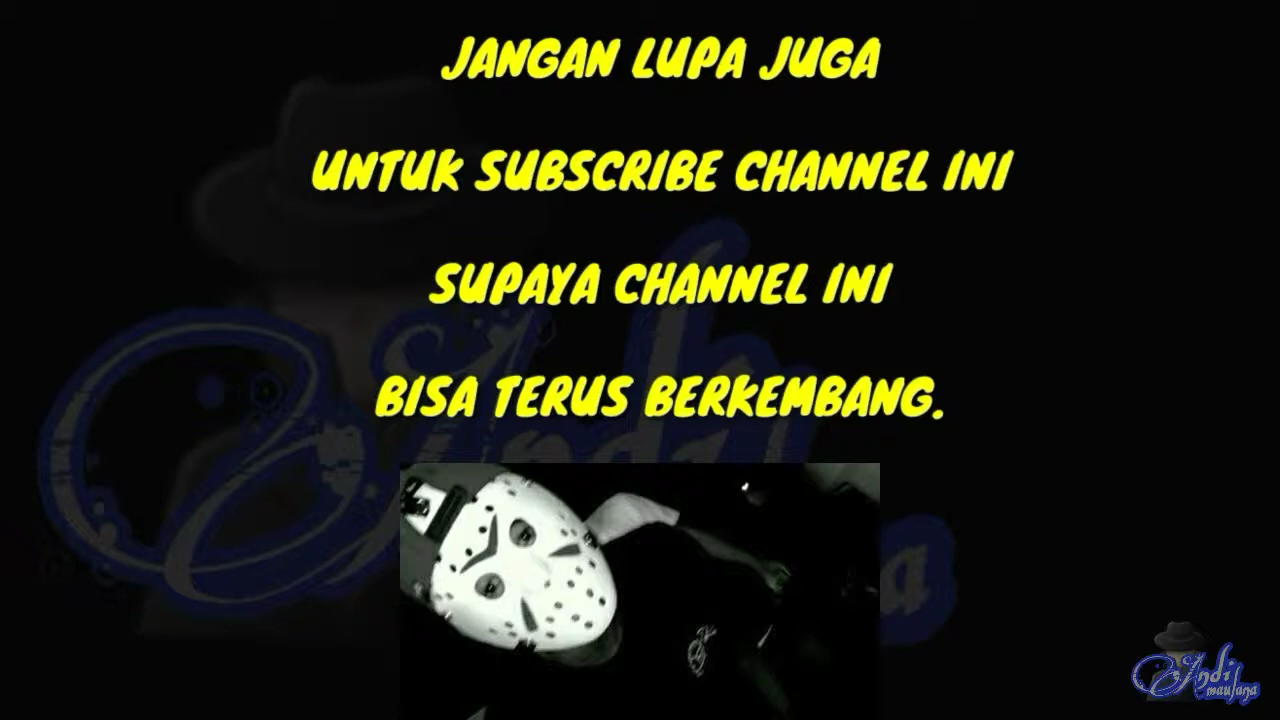 JANGAN LUPA JUGA
UNTUK SUBSCRIBE CHANNEL INI
SUPAYA CHANNEL INI
BISA TERUS BERKEMBANG.
Andi
maulana